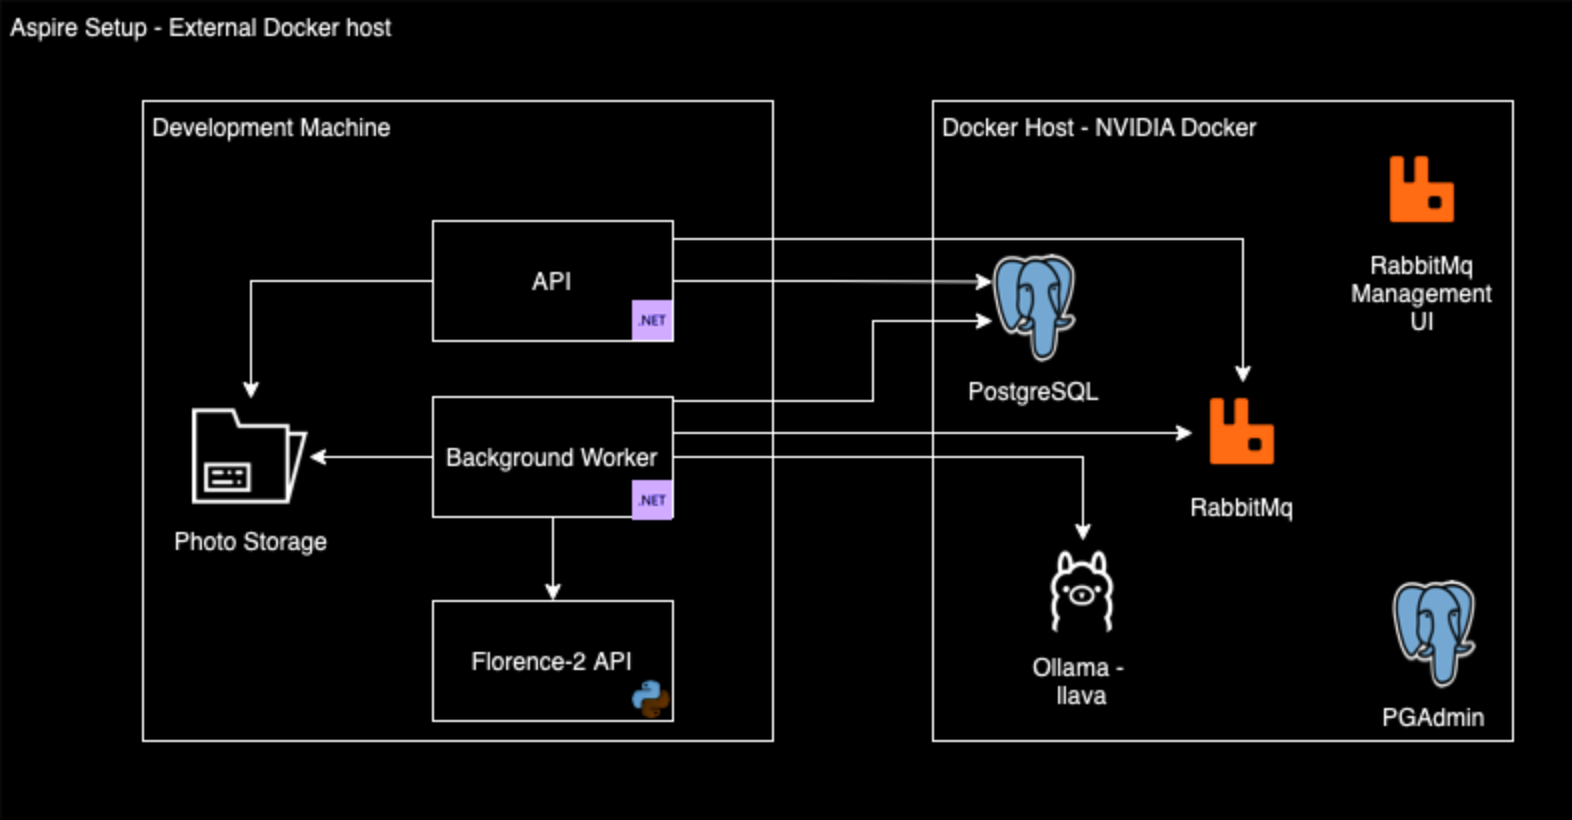 Aspire Setup - External Docker host
Development Machine
API
.NET
Background Worker
.NET
Photo Storage
Florence-2 API
Docker Host - NVIDIA Docker
RabbitMq
Management
UI
PostgreSQL
RabbitMq
Ollama -
llava
PGAdmin